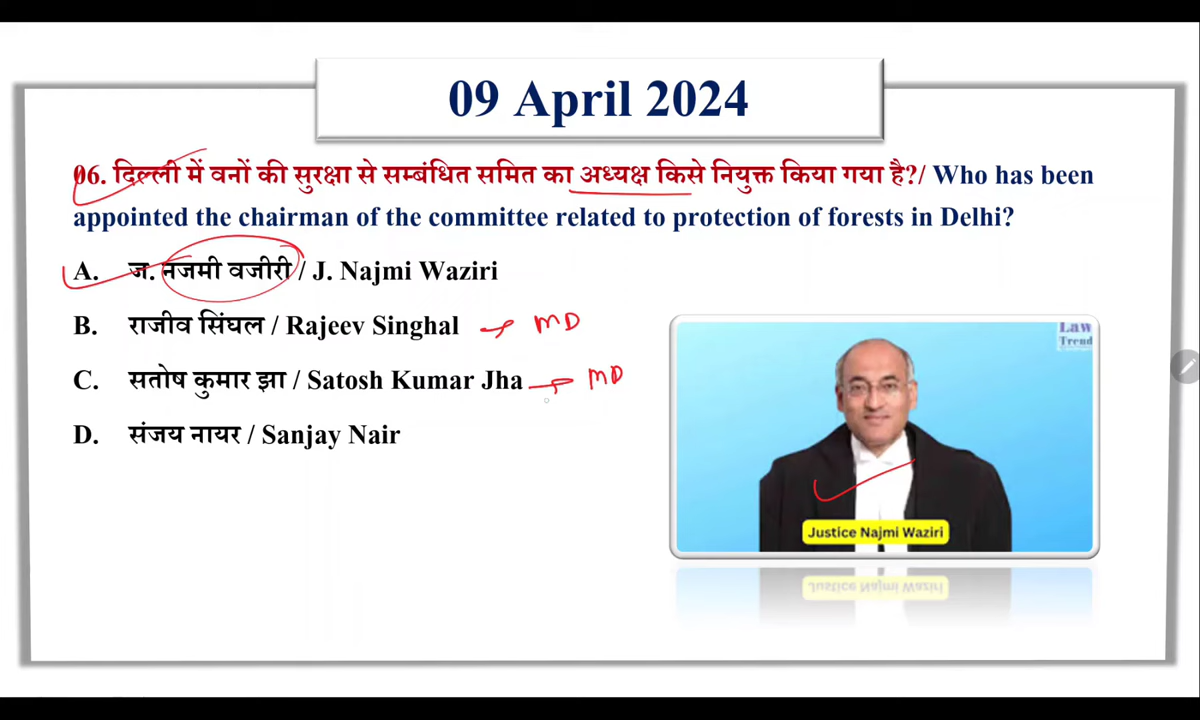 09 April 2024
06. दिल्ली में वनों की सुरक्षा से सम्बंधित समित का अध्यक्ष किसे नियुक्त किया गया है?/ Who has been
appointed the chairman of the committee related to protection of forests in Delhi?
A. ज. नजमी वजीरी / J. Najmi Waziri
B. राजीव सिंघल / Rajeev Singhal MD
C. सतोष कुमार झा / Satosh Kumar Jha MD
D. संजय नायर / Sanjay Nair
Law
Trend
Justice Najmi Waziri